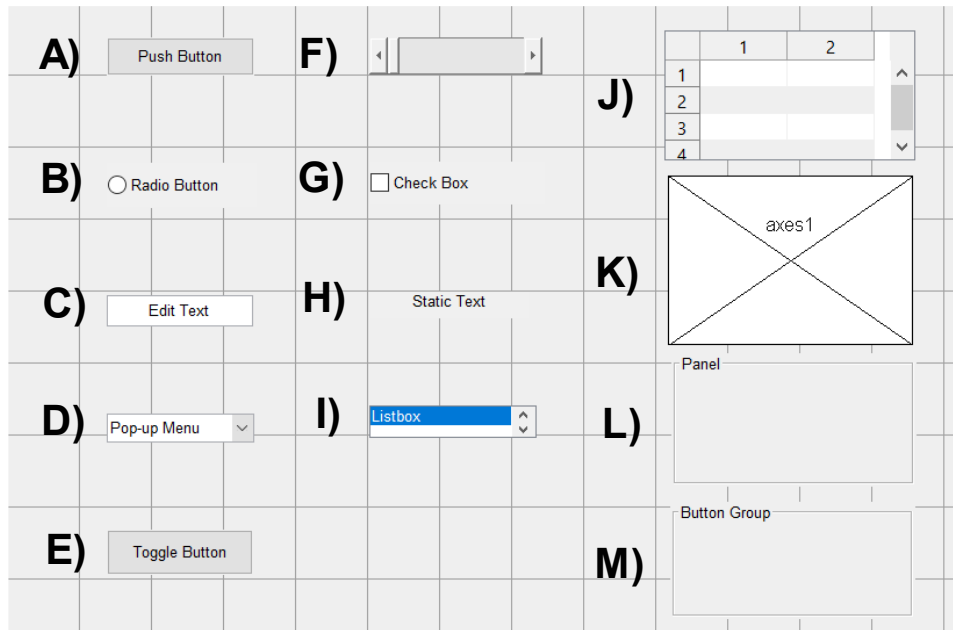 A) Push Button
B) Radio Button
C) Edit Text
D) Pop-up Menu
E) Toggle Button
F)
G) Check Box
H) Static Text
I) Listbox
J)
1 2
1
2
3
4
K) axes1
L) Panel
M) Button Group